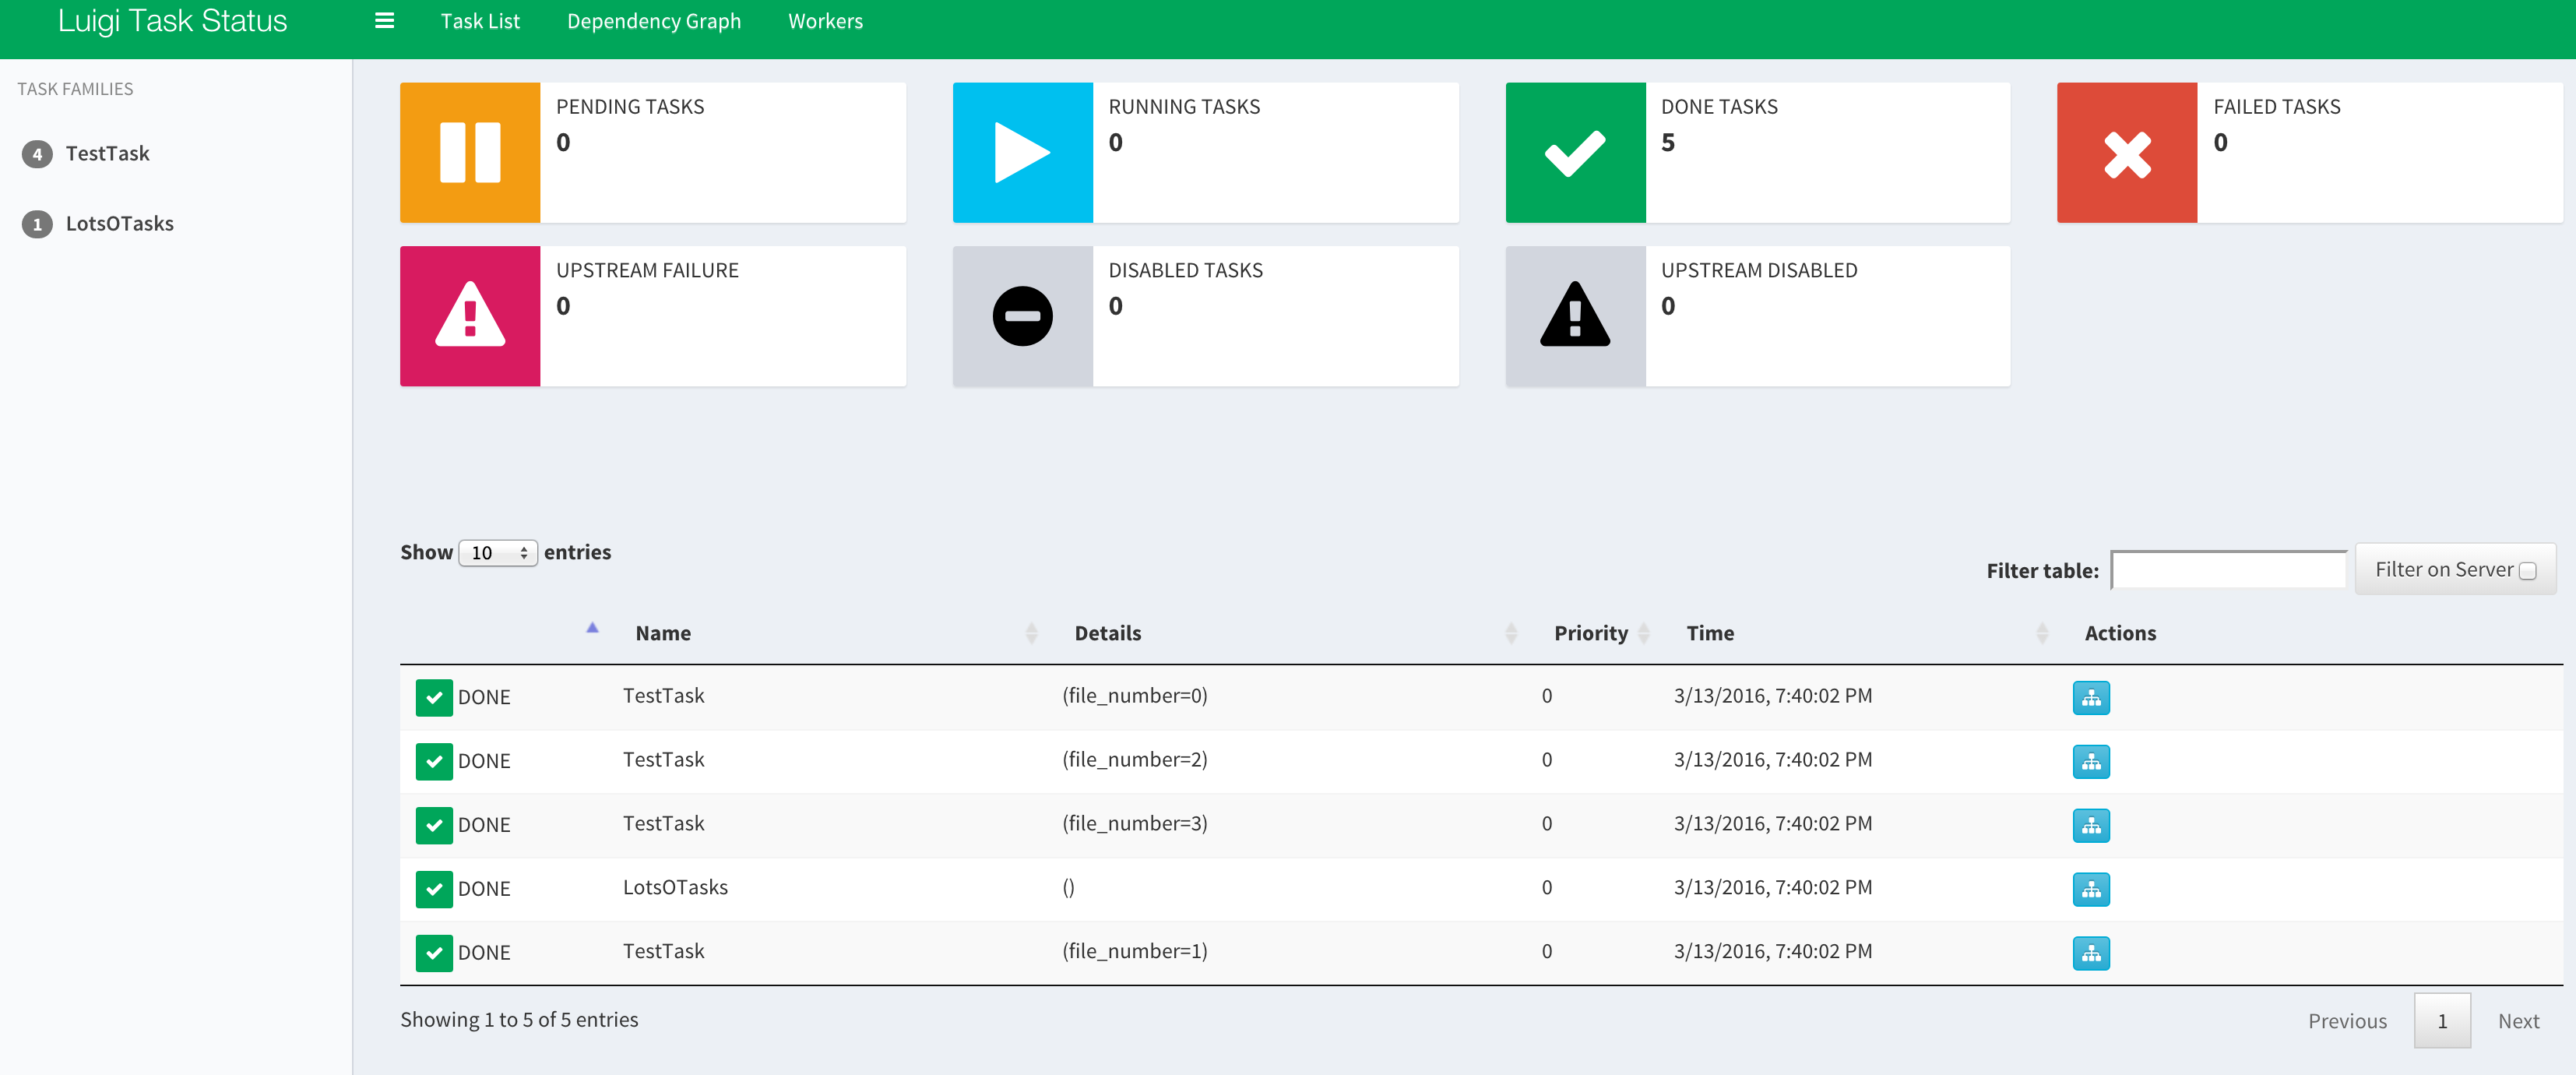 Luigi Task Status
Task List Dependency Graph Workers
TASK FAMILIES
4 TestTask
1 LotsOTasks
PENDING TASKS
0
RUNNING TASKS
0
DONE TASKS
5
FAILED TASKS
0
UPSTREAM FAILURE
0
DISABLED TASKS
0
UPSTREAM DISABLED
0
Show 10 entries
Filter table: Filter on Server
Name Details Priority Time Actions
DONE TestTask (file_number=0) 0 3/13/2016, 7:40:02 PM
DONE TestTask (file_number=2) 0 3/13/2016, 7:40:02 PM
DONE TestTask (file_number=3) 0 3/13/2016, 7:40:02 PM
DONE LotsOTasks () 0 3/13/2016, 7:40:02 PM
DONE TestTask (file_number=1) 0 3/13/2016, 7:40:02 PM
Showing 1 to 5 of 5 entries
Previous 1 Next